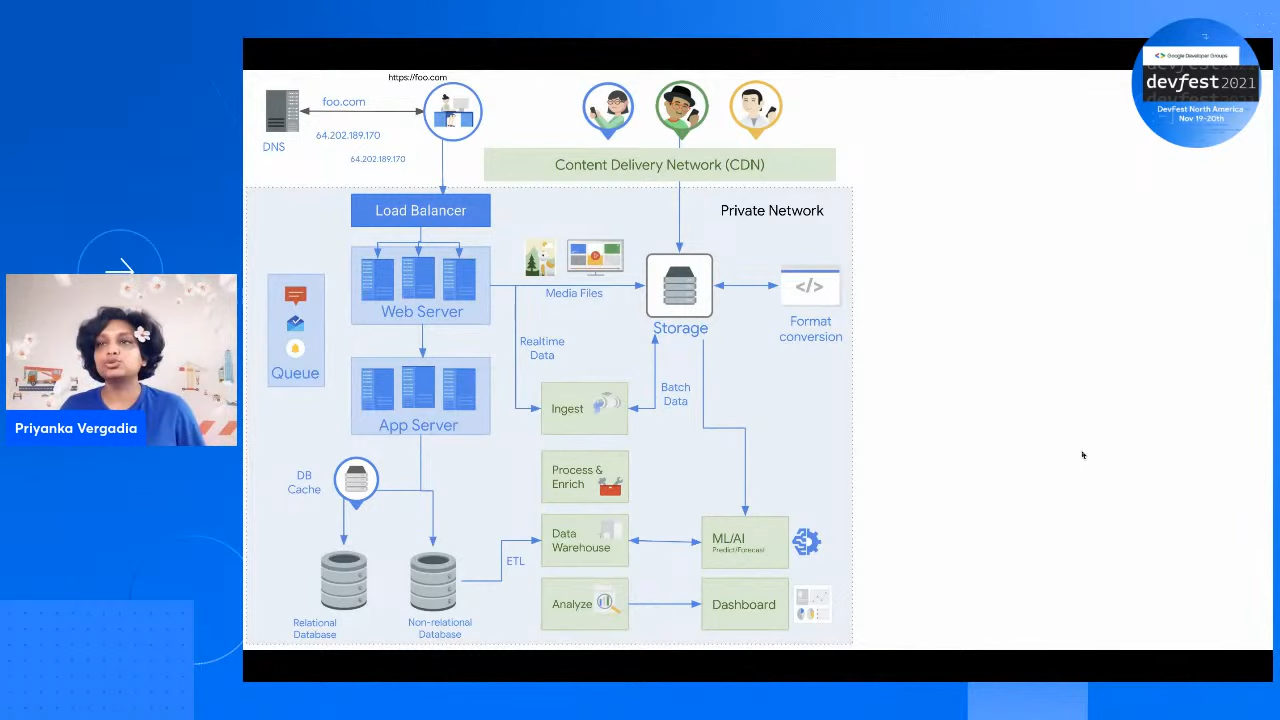 https://foo.com
foo.com
64.202.189.170
64.202.189.170
DNS
Content Delivery Network (CDN)
Google Developer Groups
devfest 2021
DevFest North America
Nov 19-20th
Load Balancer
Private Network
Web Server
Media Files
Storage
</>
Format
conversion
Queue
Realtime
Data
App Server
Ingest
Batch
Data
Priyanka Vergadia
DB
Cache
Process &
Enrich
Data
Warehouse
ML/AI
Predict/Forecast
ETL
Analyze
Dashboard
Relational
Database
Non-relational
Database